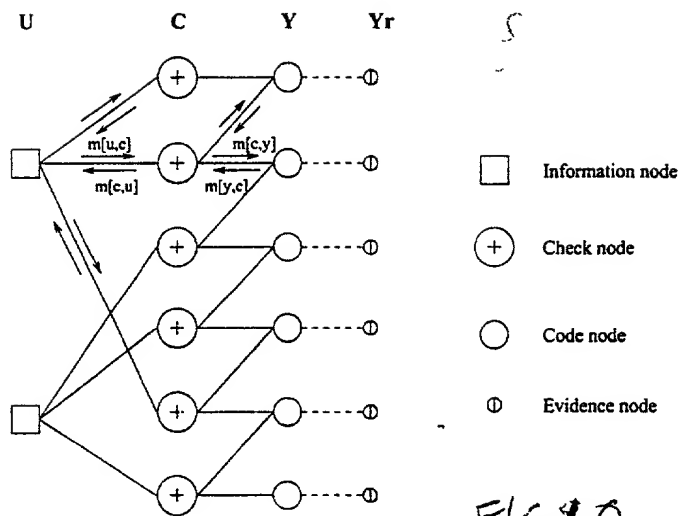 U C Y Yr
m[u,c]
m[c,y]
m[c,u]
m[y,c]
Information node
Check node
Code node
Evidence node